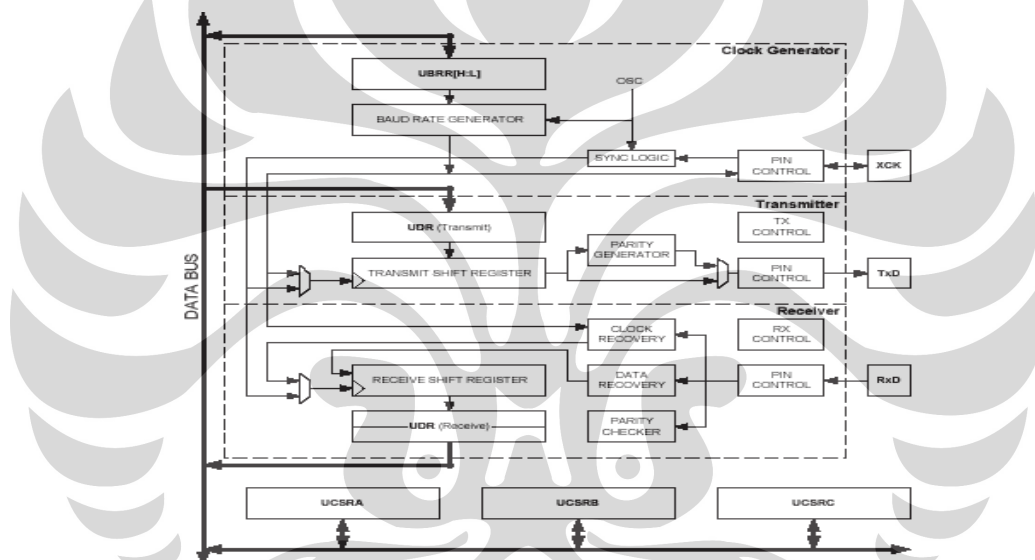 Clock Generator
UBRR[H:L]
OSC
BAUD RATE GENERATOR
SYNC LOGIC
PIN CONTROL
XCK
Transmitter
UDR (Transmit)
TX CONTROL
PARITY GENERATOR
TRANSMIT SHIFT REGISTER
PIN CONTROL
TxD
DATA BUS
Receiver
CLOCK RECOVERY
RX CONTROL
RECEIVE SHIFT REGISTER
DATA RECOVERY
PIN CONTROL
RxD
UDR (Receive)
PARITY CHECKER
UCSRA
UCSRB
UCSRC